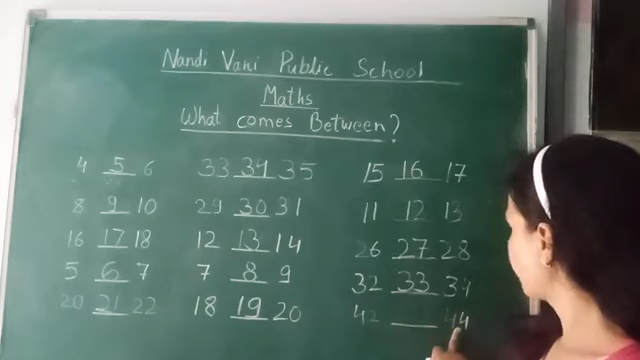 Nandi Vani Public School
Maths
What comes Between?
4 5 6 33 34 35 15 16 17
8 9 10 29 30 31 11 12 13
16 17 18 12 13 14 26 27 28
5 6 7 7 8 9 32 33 34
20 21 22 18 19 20 42 ___ 44